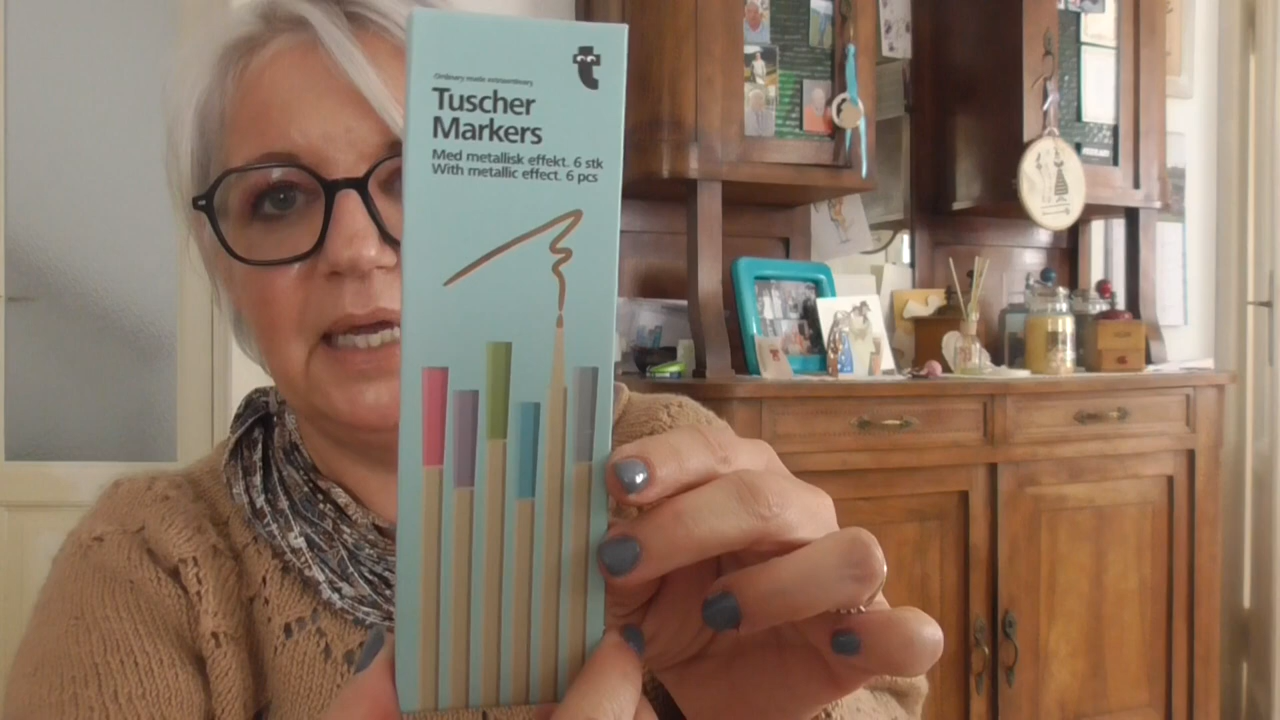 Ordinary made extraordinary
Tuscher
Markers
Med metallisk effekt. 6 stk
With metallic effect. 6 pcs